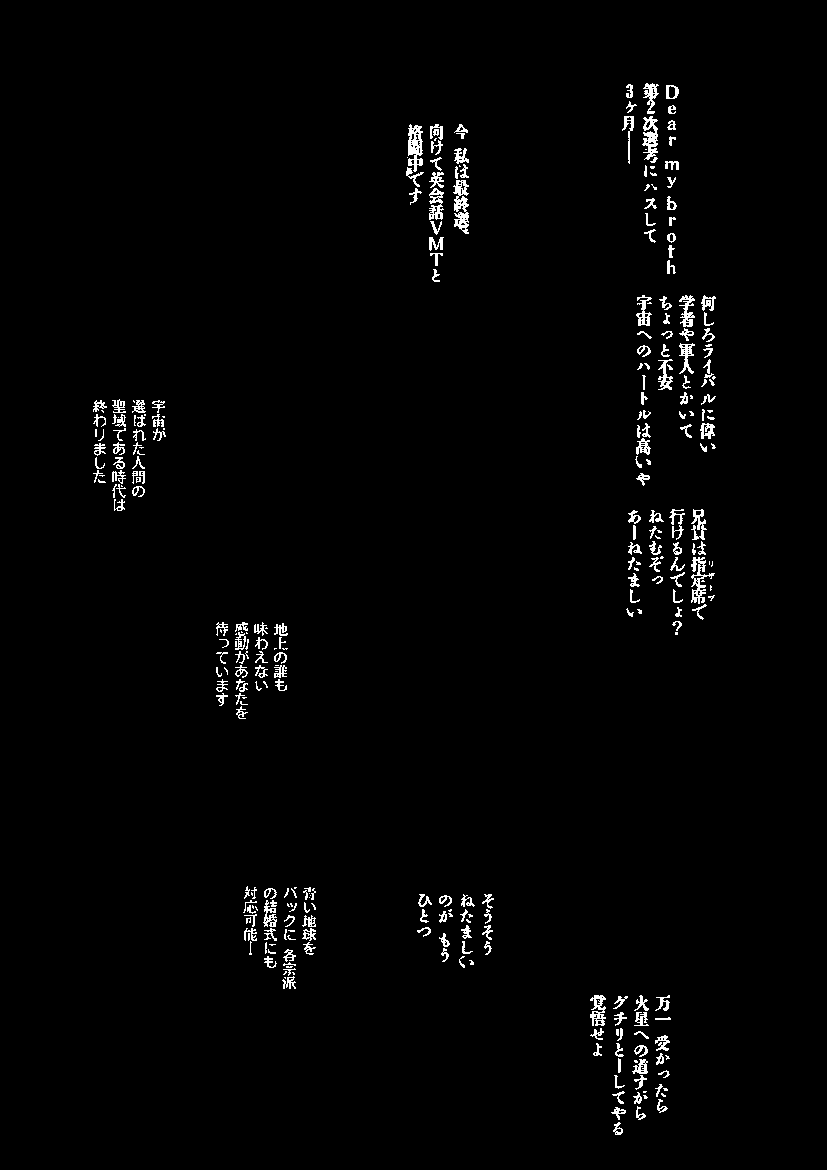 Dear my broth
第2次選考にパスして
3ヶ月——
何しろライバルに偉い
学者や軍人とかいて
ちょっと不安
宇宙へのハードルは高いや
兄貴は指定席で
リザーブ
行けるんでしょ?
ねたむぞっ
あーねたましい
今 私は最終選、
向けて英会話VMTと
格闘中です
宇宙が
選ばれた人間の
聖域である時代は
終わりました
地上の誰も
味わえない
感動があなたを
待っています
そうそう
ねたましい
のが もう
ひとつ
青い地球を
バックに 各宗派
の結婚式にも
対応可能—
万一 受かったら
火星への道すがら
グチリとーしてやる
覚悟せよ